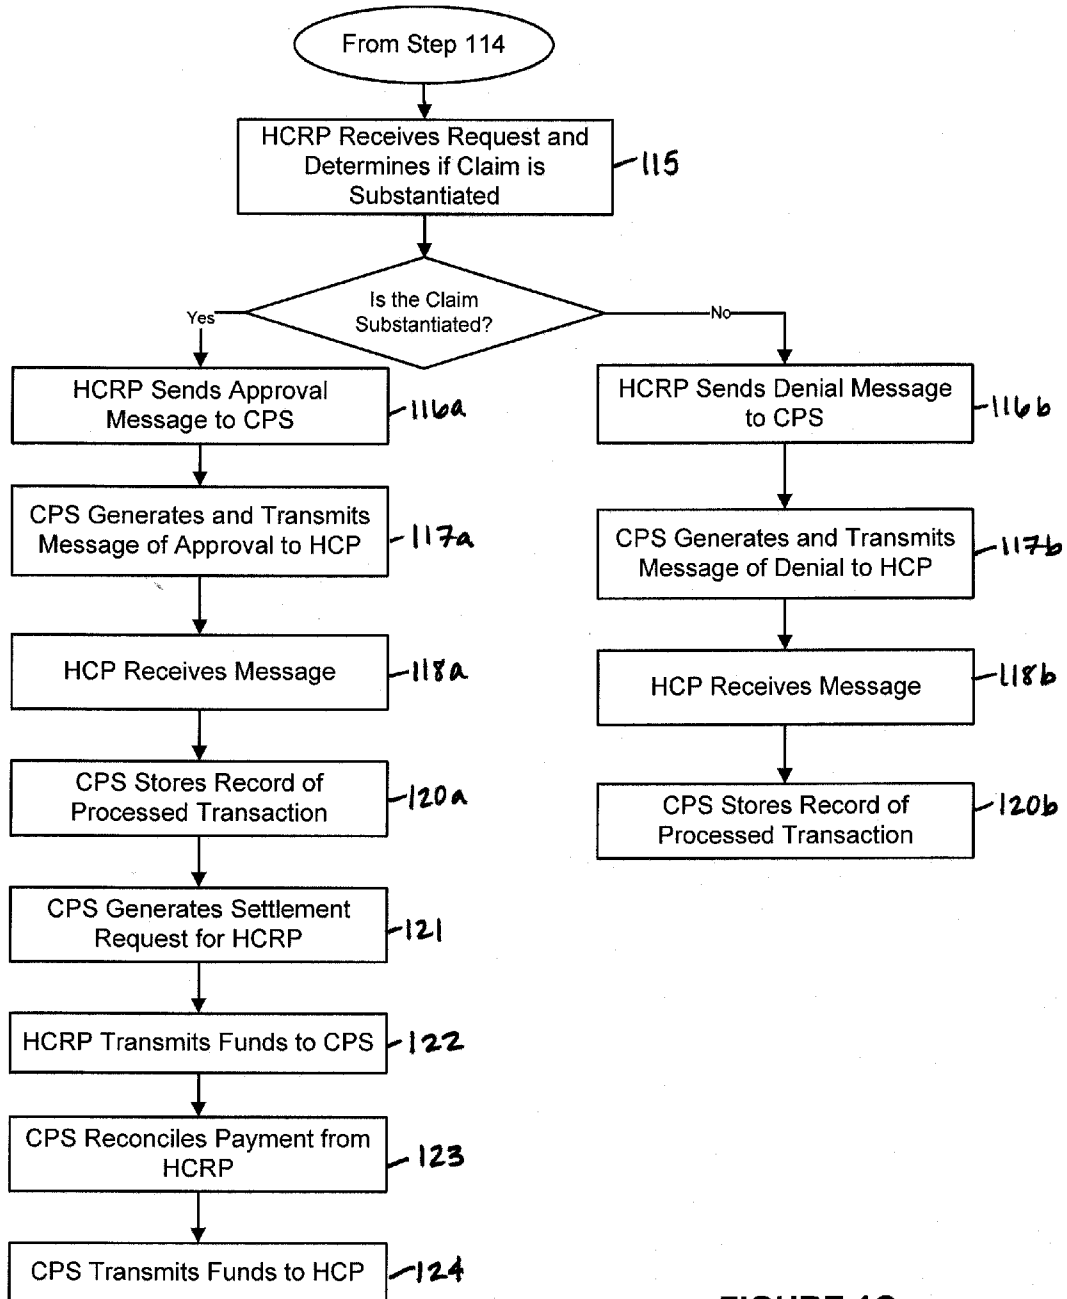 From Step 114
HCRP Receives Request and
Determines if Claim is
Substantiated
115
Is the Claim
Substantiated?
Yes
No
HCRP Sends Approval
Message to CPS
116a
HCRP Sends Denial Message
to CPS
116b
CPS Generates and Transmits
Message of Approval to HCP
117a
CPS Generates and Transmits
Message of Denial to HCP
117b
HCP Receives Message
118a
HCP Receives Message
118b
CPS Stores Record of
Processed Transaction
120a
CPS Stores Record of
Processed Transaction
120b
CPS Generates Settlement
Request for HCRP
121
HCRP Transmits Funds to CPS
122
CPS Reconciles Payment from
HCRP
123
CPS Transmits Funds to HCP
124